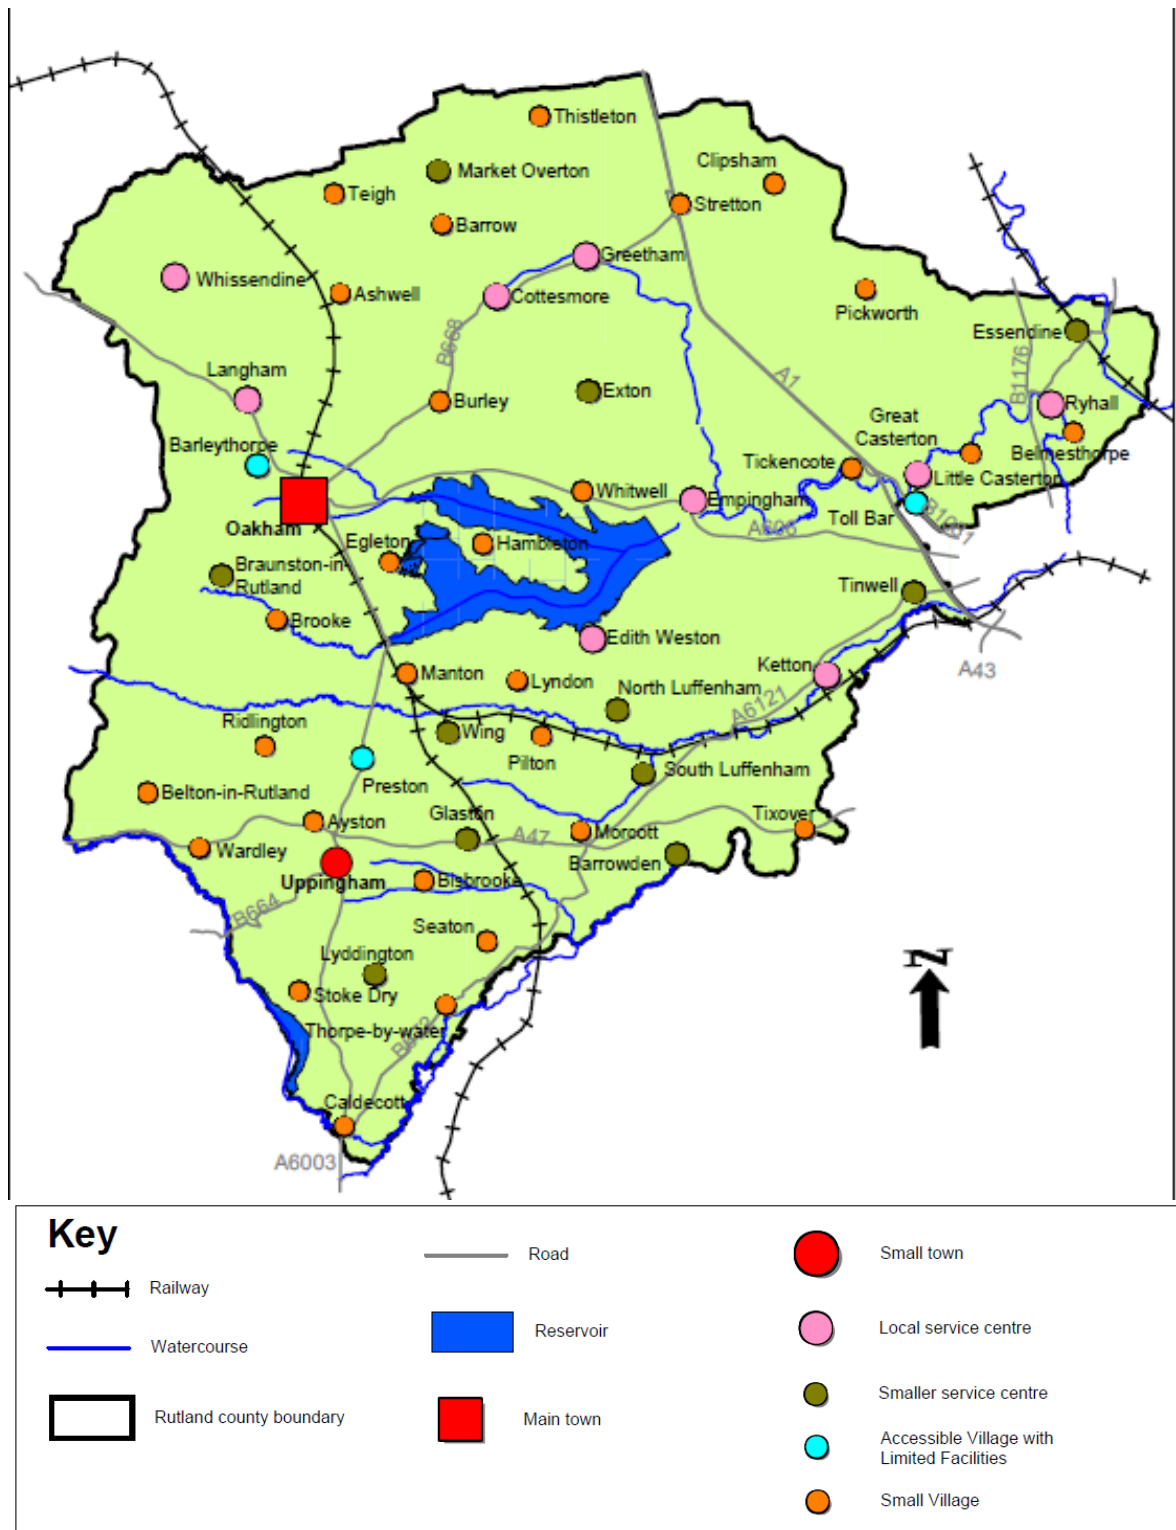 Thistleton
Clipsham
Market Overton
Teigh
Stretton
Barrow
Greetham
Whissendine
Ashwell
Cottesmore
Pickworth
Essendine
B668
Langham
A1
B1176
Exton
Burley
Ryhall
Great
Casterton
Barleythorpe
Belmesthorpe
Tickencote
Little Casterton
Whitwell
Empingham
Toll Bar
B1081
A606
Oakham
Egleton
Hambleton
Braunston-in-
Rutland
Tinwell
Brooke
Edith Weston
Ketton
A43
Manton
Lyndon
North Luffenham
A6121
Ridlington
Wing
Pilton
South Luffenham
Preston
Belton-in-Rutland
Glaston
Tixover
Ayston
A47
Morcott
Wardley
Barrowden
Uppingham
Bisbrooke
B664
Seaton
Lyddington
Stoke Dry
Thorpe-by-water
Caldecott
A6003
N
Key
Railway
Watercourse
Rutland county boundary
Road
Reservoir
Main town
Small town
Local service centre
Smaller service centre
Accessible Village with
Limited Facilities
Small Village